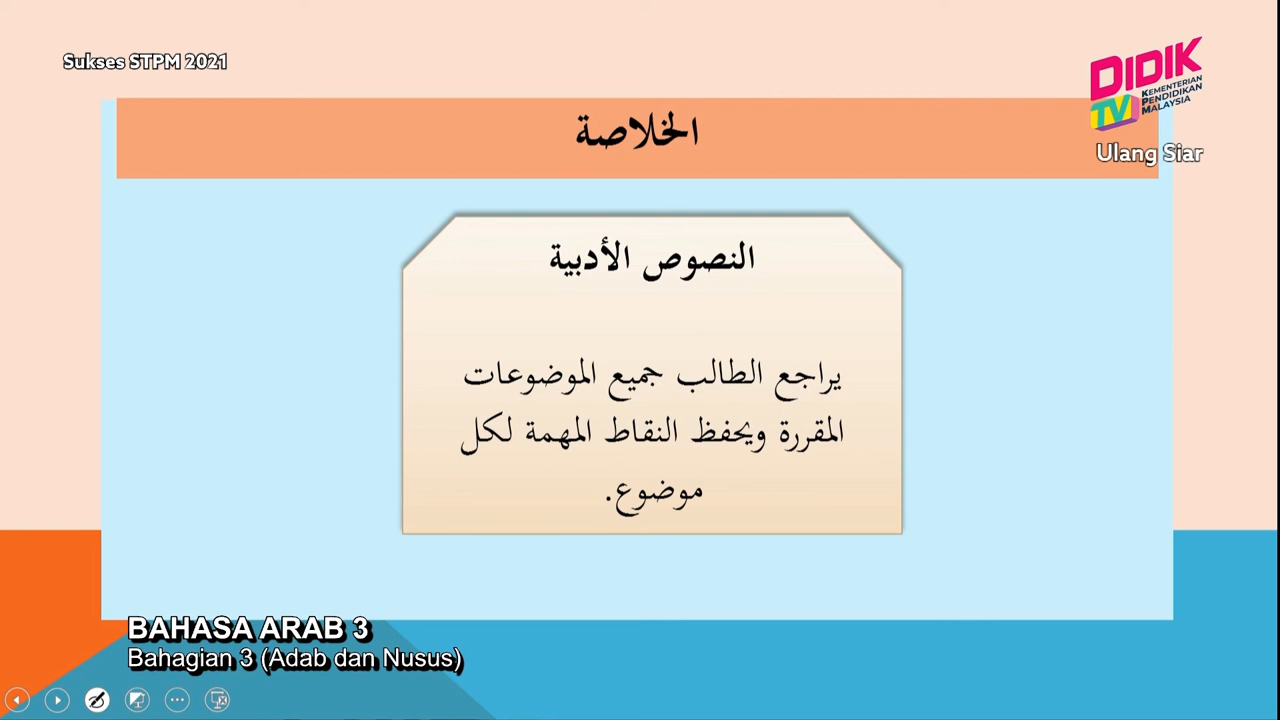 Sukses STPM 2021
DIDIK
TV
KEMENTERIAN
PENDIDIKAN
MALAYSIA
Ulang Siar
الخلاصة
النصوص الأدبية
يراجع الطالب جميع الموضوعات
المقررة ويحفظ النقاط المهمة لكل
موضوع.
BAHASA ARAB 3
Bahagian 3 (Adab dan Nusus)